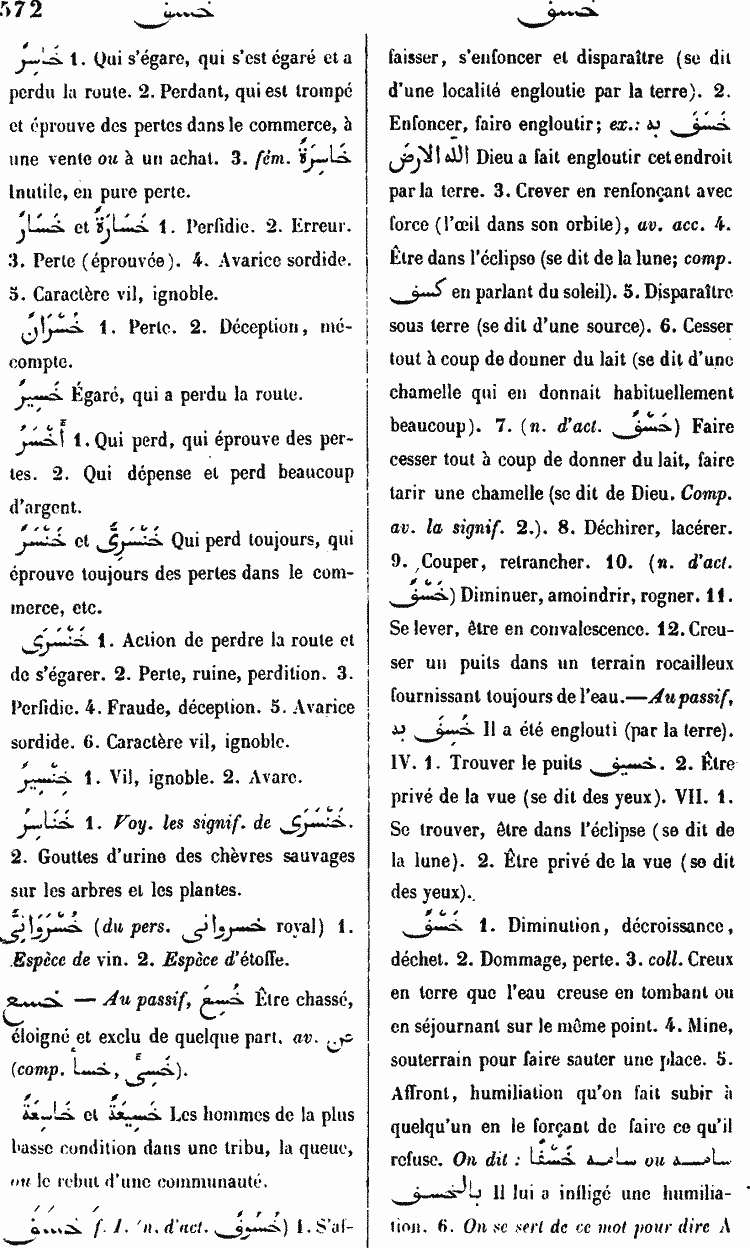 572 خسق خسف
خَاسِرٌ 1. Qui s'égare, qui s'est égaré et a
perdu la route. 2. Perdant, qui est trompé
et éprouve des pertes dans le commerce, à
une vente ou à un achat. 3. fém. خَاسِرَةٌ
Inutile, en pure perte.
خَسَارٌ et خَسَارَةٌ 1. Perfidie. 2. Erreur.
3. Perte (éprouvée). 4. Avarice sordide.
5. Caractère vil, ignoble.
خُسْرَانٌ 1. Perte. 2. Déception, mé-
compte.
خَسِيرٌ Égaré, qui a perdu la route.
أَخْسَرُ 1. Qui perd, qui éprouve des per-
tes. 2. Qui dépense et perd beaucoup
d'argent.
خَنْسَرٌ et خَنْسَرِىٌّ Qui perd toujours, qui
éprouve toujours des pertes dans le com-
merce, etc.
خَنْسَرَى 1. Action de perdre la route et
de s'égarer. 2. Perte, ruine, perdition. 3.
Perfidie. 4. Fraude, déception. 5. Avarice
sordide. 6. Caractère vil, ignoble.
خِنْسِيرٌ 1. Vil, ignoble. 2. Avare.
خَنَاسِرُ 1. Voy. les signif. de خَنْسَرَى.
2. Gouttes d'urine des chèvres sauvages
sur les arbres et les plantes.
خُسْرَوَانِىٌّ (du pers. خسروانى royal) 1.
Espèce de vin. 2. Espèce d'étoffe.
خسع — Au passif, خُسِعَ Être chassé,
éloigné et exclu de quelque part. av. عن
(comp. خسأ, خَسِئَ).
خَاسِعَةٌ et خَسِيعَةٌ Les hommes de la plus
basse condition dans une tribu, la queue,
ou le rebut d'une communauté.
خسف f. I. (n. d'act. خُسُوفٌ) 1. S'af-
faisser, s'enfoncer et disparaître (se dit
d'une localité engloutie par la terre). 2.
Enfoncer, faire engloutir; ex.: خَسَفَ به
الله الارض Dieu a fait engloutir cet endroit
par la terre. 3. Crever en renfonçant avec
force (l'œil dans son orbite), av. acc. 4.
Être dans l'éclipse (se dit de la lune; comp.
كسف en parlant du soleil). 5. Disparaître
sous terre (se dit d'une source). 6. Cesser
tout à coup de donner du lait (se dit d'une
chamelle qui en donnait habituellement
beaucoup). 7. (n. d'act. خَسْفٌ) Faire
cesser tout à coup de donner du lait, faire
tarir une chamelle (se dit de Dieu. Comp.
av. la signif. 2.). 8. Déchirer, lacérer.
9. Couper, retrancher. 10. (n. d'act.
خَسْفٌ) Diminuer, amoindrir, rogner. 11.
Se lever, être en convalescence. 12. Creu-
ser un puits dans un terrain rocailleux
fournissant toujours de l'eau.—Au passif,
خُسِفَ به Il a été englouti (par la terre).
IV. 1. Trouver le puits خسيف. 2. Être
privé de la vue (se dit des yeux). VII. 1.
Se trouver, être dans l'éclipse (se dit de
la lune). 2. Être privé de la vue (se dit
des yeux).
خَسْفٌ 1. Diminution, décroissance,
déchet. 2. Dommage, perte. 3. coll. Creux
en terre que l'eau creuse en tombant ou
en séjournant sur le même point. 4. Mine,
souterrain pour faire sauter une place. 5.
Affront, humiliation qu'on fait subir à
quelqu'un en le forçant de faire ce qu'il
refuse. On dit : سامه خَسْفًا ou سامه
بالخسف Il lui a infligé une humilia-
tion. 6. On se sert de ce mot pour dire A